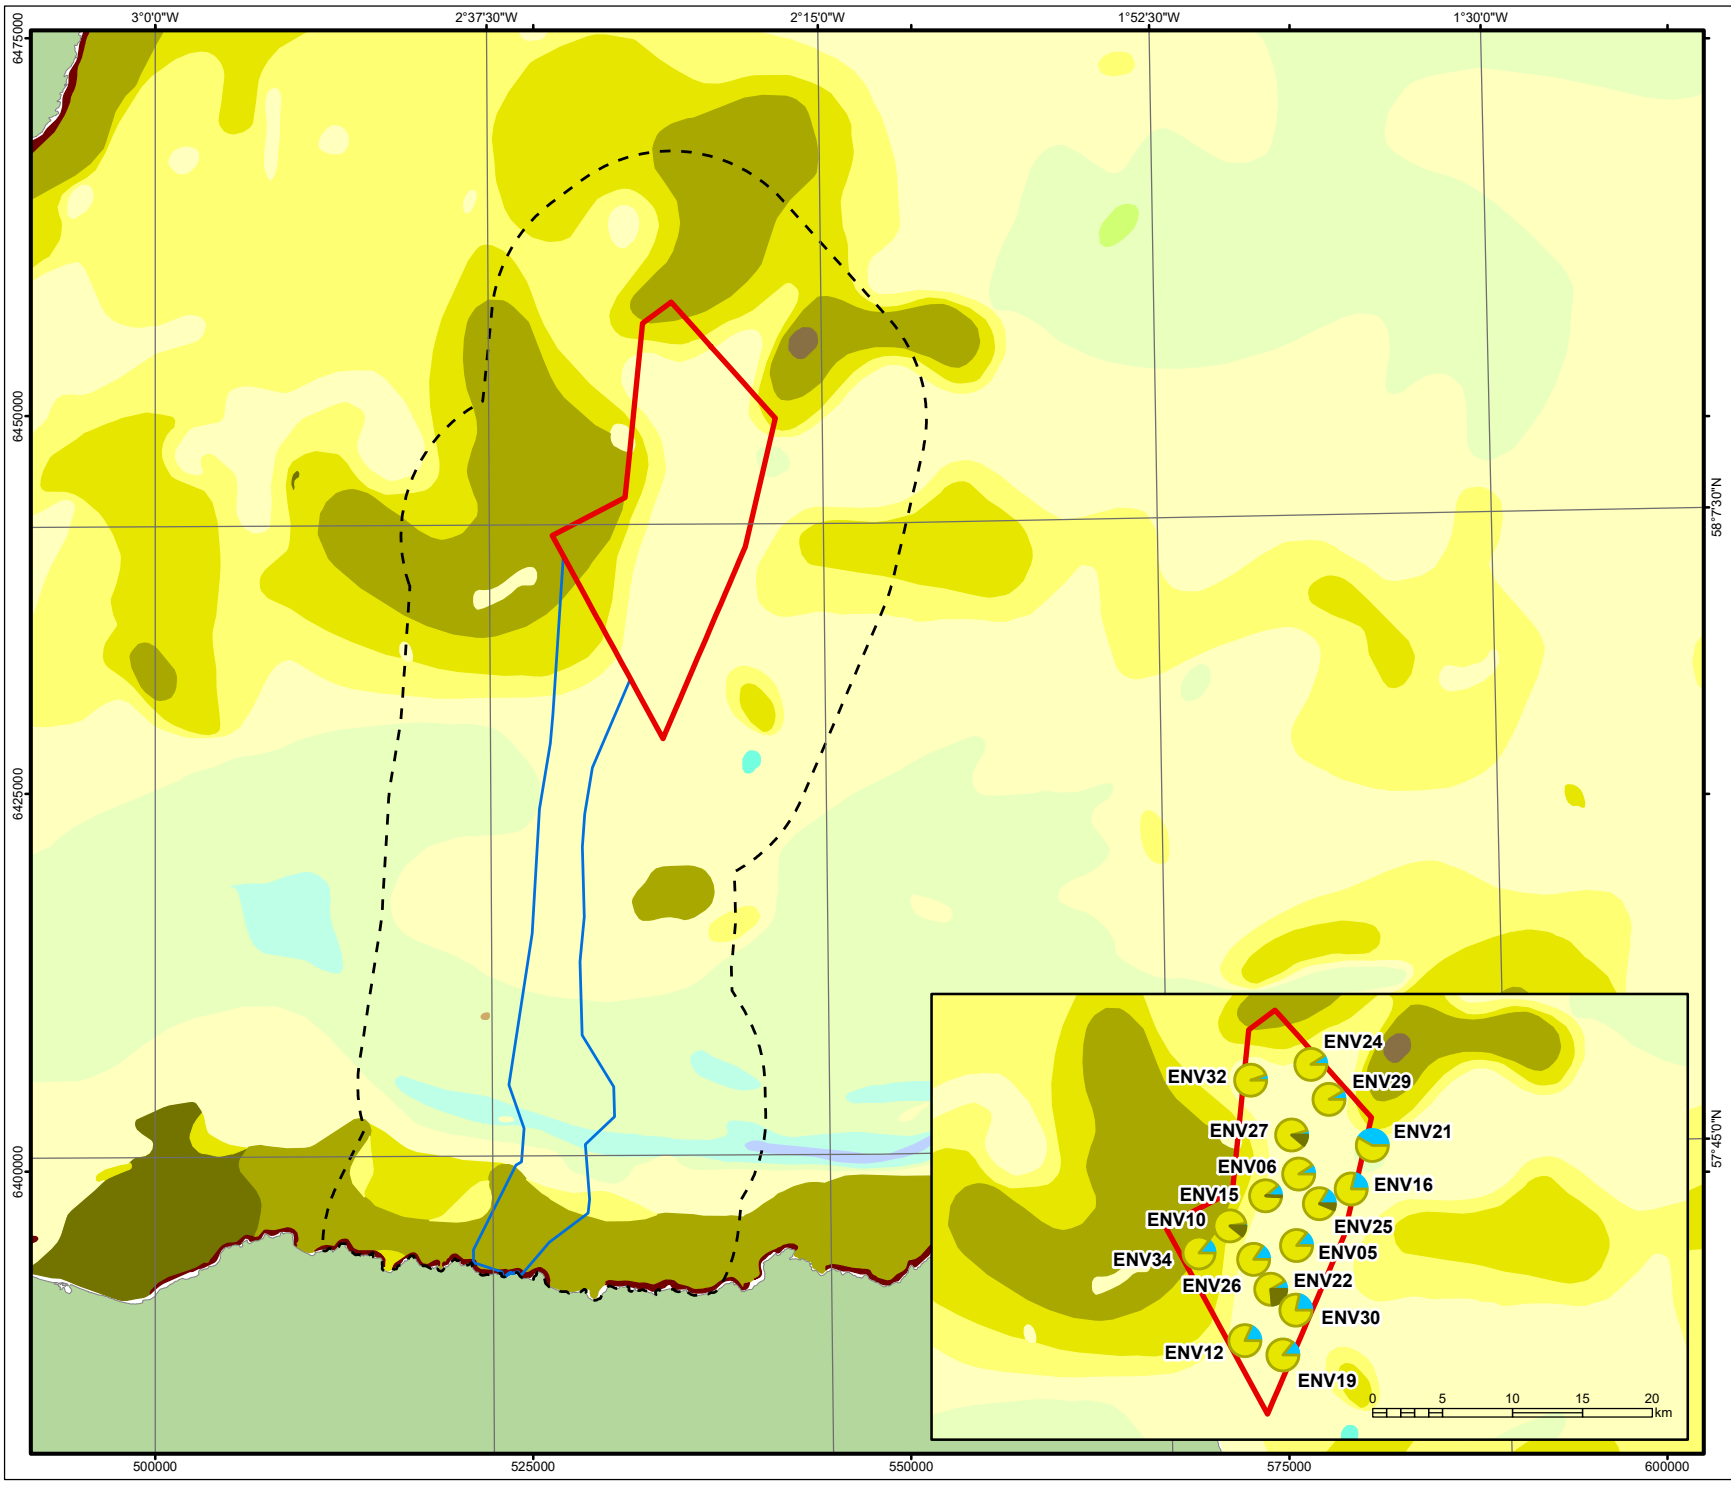 3°0'0"W 2°37'30"W 2°15'0"W 1°52'30"W 1°30'0"W
6475000
6450000
58°7'30"N
6425000
ENV24
ENV32
ENV29
ENV27
ENV21
ENV06
ENV15
ENV16
ENV10
ENV25
ENV34
ENV05
ENV26
ENV22
ENV30
ENV12
ENV19
0 5 10 15 20
km
57°45'0"N
6400000
500000 525000 550000 575000 600000